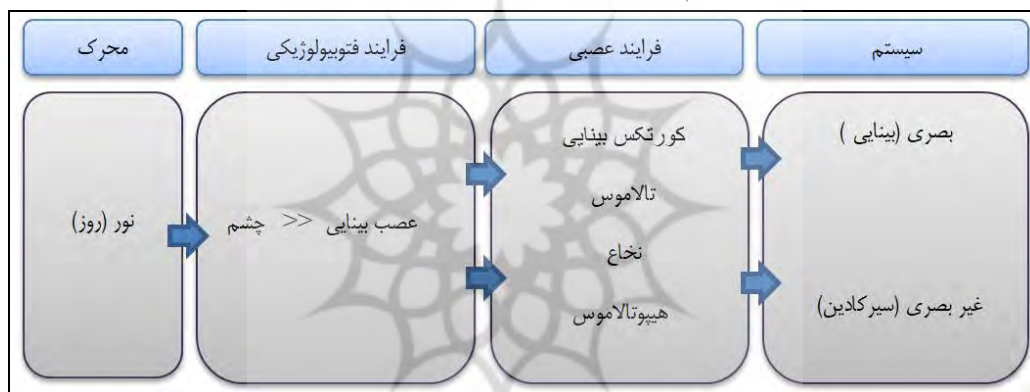 محرک
فرایند فتوبیولوژیکی
فرایند عصبی
سیستم
نور (روز)
عصب بینایی << چشم
کورتکس بینایی
تالاموس
نخاع
هیپوتالاموس
بصری (بینایی )
غیر بصری (سیرکادین)